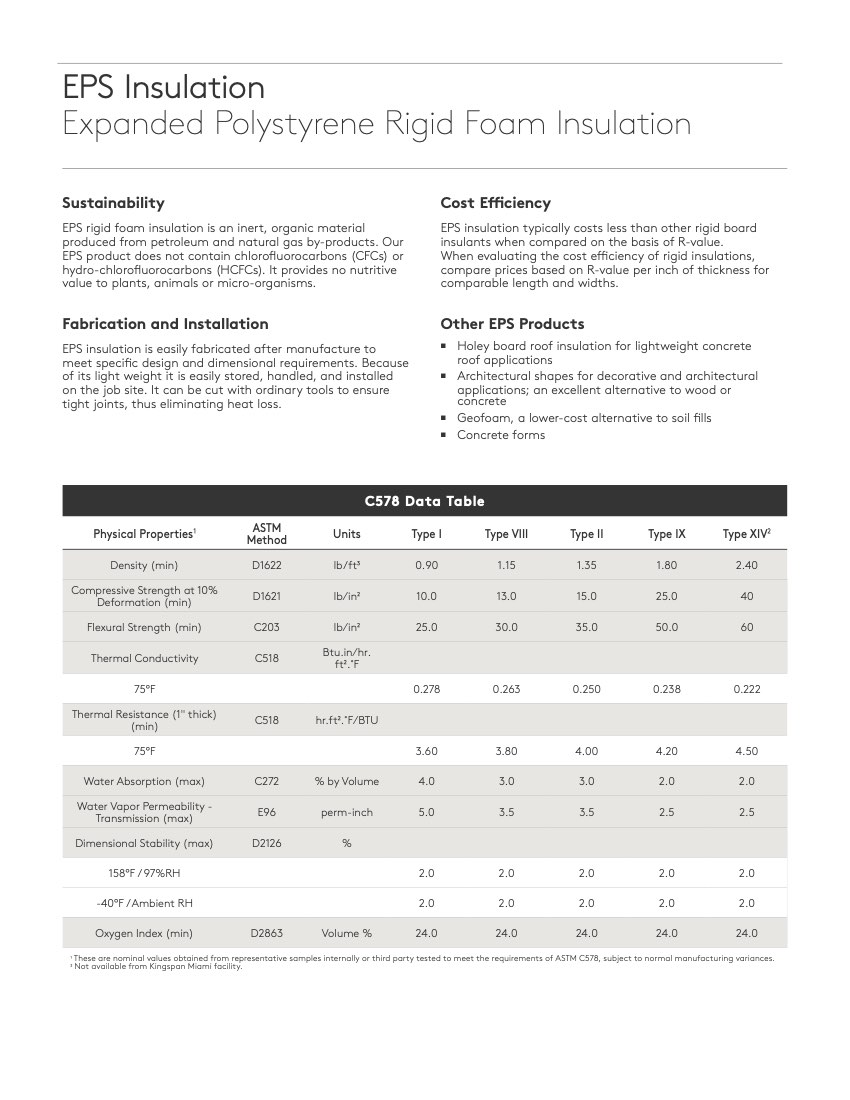 EPS Insulation
Expanded Polystyrene Rigid Foam Insulation
Sustainability
EPS rigid foam insulation is an inert, organic material
produced from petroleum and natural gas by-products. Our
EPS product does not contain chlorofluorocarbons (CFCs) or
hydro-chlorofluorocarbons (HCFCs). It provides no nutritive
value to plants, animals or micro-organisms.
Fabrication and Installation
EPS insulation is easily fabricated after manufacture to
meet specific design and dimensional requirements. Because
of its light weight it is easily stored, handled, and installed
on the job site. It can be cut with ordinary tools to ensure
tight joints, thus eliminating heat loss.
Cost Efficiency
EPS insulation typically costs less than other rigid board
insulants when compared on the basis of R-value.
When evaluating the cost efficiency of rigid insulations,
compare prices based on R-value per inch of thickness for
comparable length and widths.
Other EPS Products
▪ Holey board roof insulation for lightweight concrete
roof applications
▪ Architectural shapes for decorative and architectural
applications; an excellent alternative to wood or
concrete
▪ Geofoam, a lower-cost alternative to soil fills
▪ Concrete forms
C578 Data Table
Physical Properties¹ ASTM Method Units Type I Type VIII Type II Type IX Type XIV²
Density (min) D1622 lb/ft³ 0.90 1.15 1.35 1.80 2.40
Compressive Strength at 10% Deformation (min) D1621 lb/in² 10.0 13.0 15.0 25.0 40
Flexural Strength (min) C203 lb/in² 25.0 30.0 35.0 50.0 60
Thermal Conductivity C518 Btu.in/hr. ft².°F
75°F 0.278 0.263 0.250 0.238 0.222
Thermal Resistance (1" thick) (min) C518 hr.ft².°F/BTU
75°F 3.60 3.80 4.00 4.20 4.50
Water Absorption (max) C272 % by Volume 4.0 3.0 3.0 2.0 2.0
Water Vapor Permeability - Transmission (max) E96 perm-inch 5.0 3.5 3.5 2.5 2.5
Dimensional Stability (max) D2126 %
158°F / 97%RH 2.0 2.0 2.0 2.0 2.0
-40°F /Ambient RH 2.0 2.0 2.0 2.0 2.0
Oxygen Index (min) D2863 Volume % 24.0 24.0 24.0 24.0 24.0
¹ These are nominal values obtained from representative samples internally or third party tested to meet the requirements of ASTM C578, subject to normal manufacturing variances.
² Not available from Kingspan Miami facility.